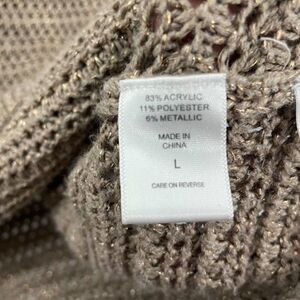 83% ACRYLIC
11% POLYESTER
6% METALLIC
MADE IN
CHINA
L
CARE ON REVERSE